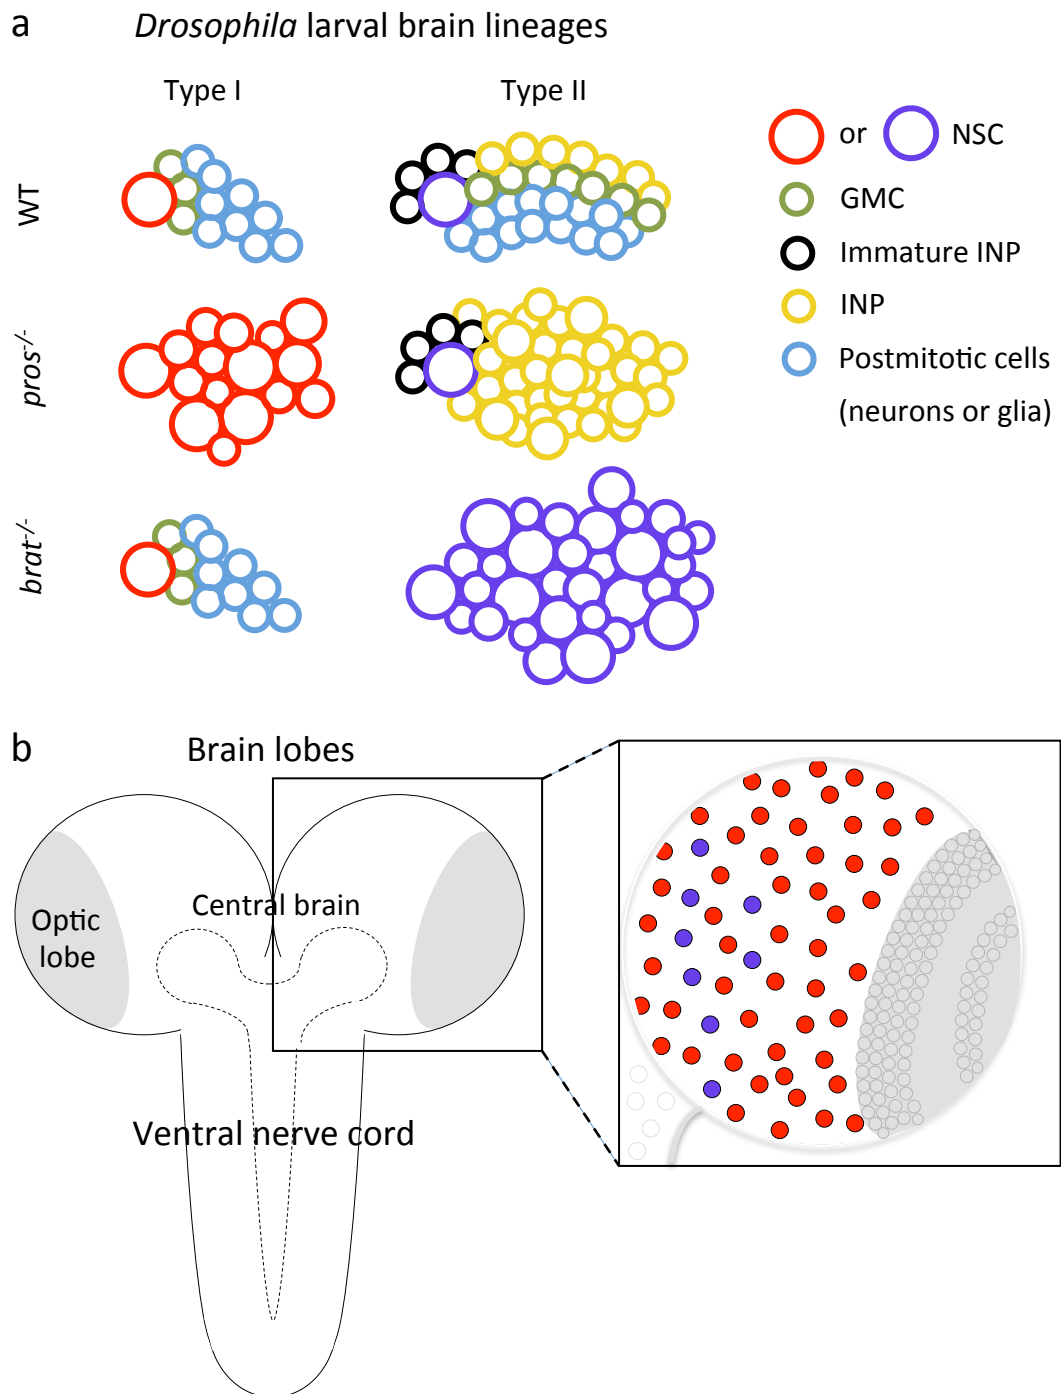 a
Drosophila larval brain lineages
Type I
Type II
WT
pros-/-
brat-/-
or
NSC
GMC
Immature INP
INP
Postmitotic cells
(neurons or glia)
b
Brain lobes
Optic
lobe
Central brain
Ventral nerve cord